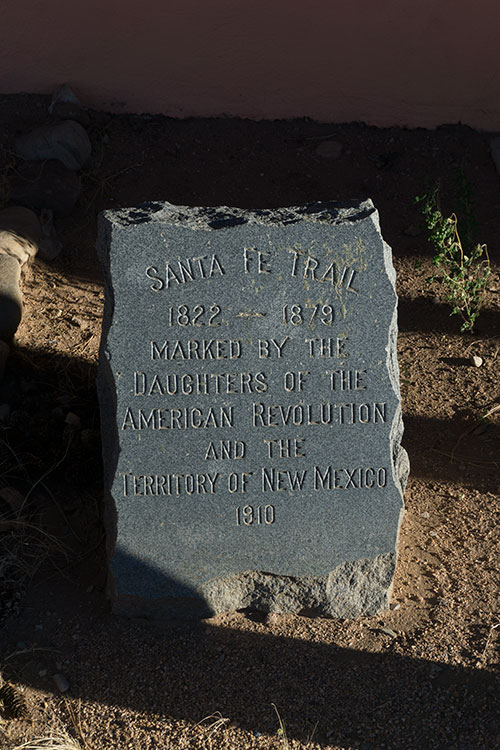 SANTA FE TRAIL
1822 — 1879
MARKED BY THE
DAUGHTERS OF THE
AMERICAN REVOLUTION
AND THE
TERRITORY OF NEW MEXICO
1910